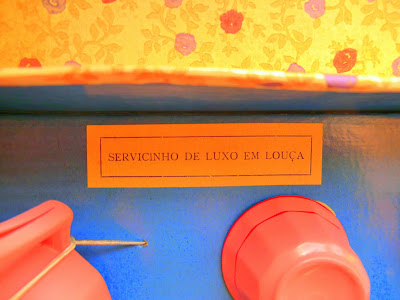 SERVICINHO DE LUXO EM LOUÇA